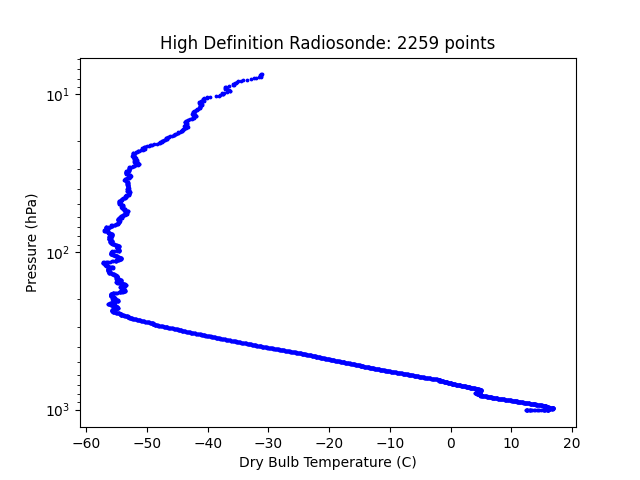 High Definition Radiosonde: 2259 points
10¹
10²
10³
Pressure (hPa)
−60 −50 −40 −30 −20 −10 0 10 20
Dry Bulb Temperature (C)